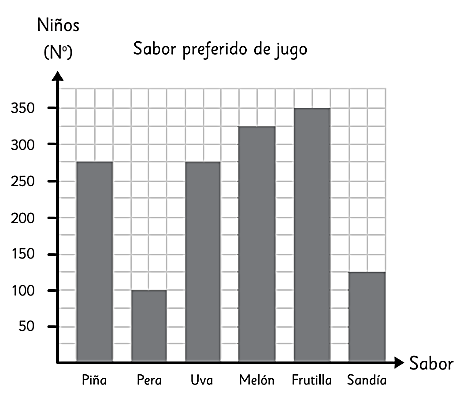 Niños
(Nº)
Sabor preferido de jugo
350
300
250
200
150
100
50
Sabor
Piña Pera Uva Melón Frutilla Sandía